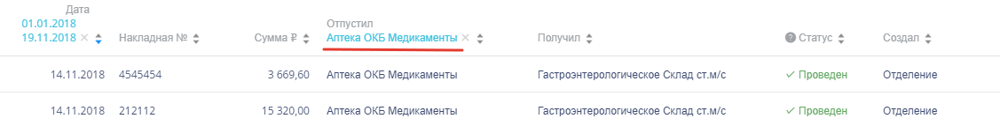 Дата
01.01.2018
19.11.2018
Накладная №
Сумма ₽
Отпустил
Аптека ОКБ Медикаменты
Получил
Статус
Создал
14.11.2018 4545454 3 669,60 Аптека ОКБ Медикаменты Гастроэнтерологическое Склад ст.м/с Проведен Отделение
14.11.2018 212112 15 320,00 Аптека ОКБ Медикаменты Гастроэнтерологическое Склад ст.м/с Проведен Отделение